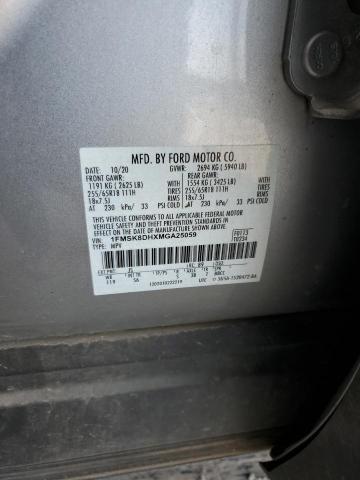 MFD. BY FORD MOTOR CO.
DATE: 10/20 GVWR: 2694 KG ( 5940 LB)
FRONT GAWR: REAR GAWR:
1191 KG ( 2625 LB) 1554 KG ( 3425 LB)
255/65R18 111H TIRES 255/65R18 111H TIRES
18x7.5J RIMS 18x7.5J RIMS
AT 230 kPa/ 33 PSI COLD AT 230 kPa/ 33 PSI COLD
THIS VEHICLE CONFORMS TO ALL APPLICABLE FEDERAL MOTOR
VEHICLE SAFETY AND THEFT PREVENTION STANDARDS IN EFFECT ON THE DATE OF MANUFACTURE SHOWN ABOVE.
VIN: 1FMSK8DHXMGA25059 F0113
TYPE: MPV T0234
119
UTC